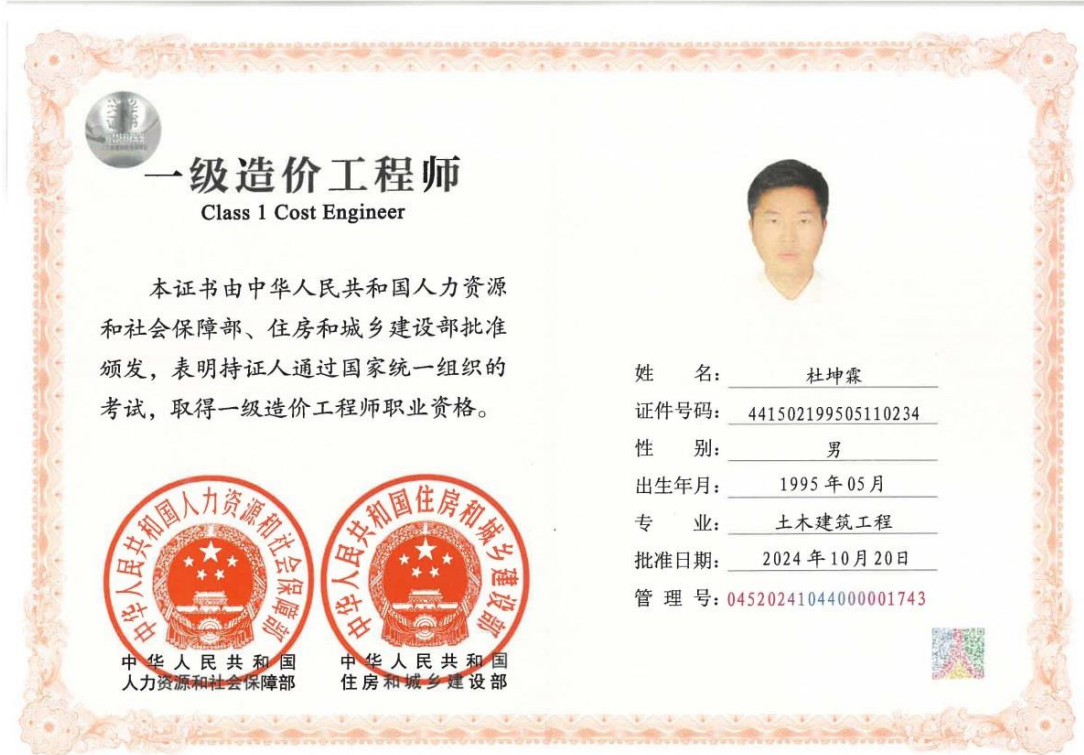 一级造价工程师
Class 1 Cost Engineer
本证书由中华人民共和国人力资源
和社会保障部、住房和城乡建设部批准
颁发，表明持证人通过国家统一组织的
考试，取得一级造价工程师职业资格。
中华人民共和国人力资源和社会保障部
中华人民共和国
人力资源和社会保障部
中华人民共和国住房和城乡建设部
中华人民共和国
住房和城乡建设部
姓名：杜坤霖
证件号码：441502199505110234
性别：男
出生年月：1995年05月
专业：土木建筑工程
批准日期：2024年10月20日
管理号：04520241044000001743